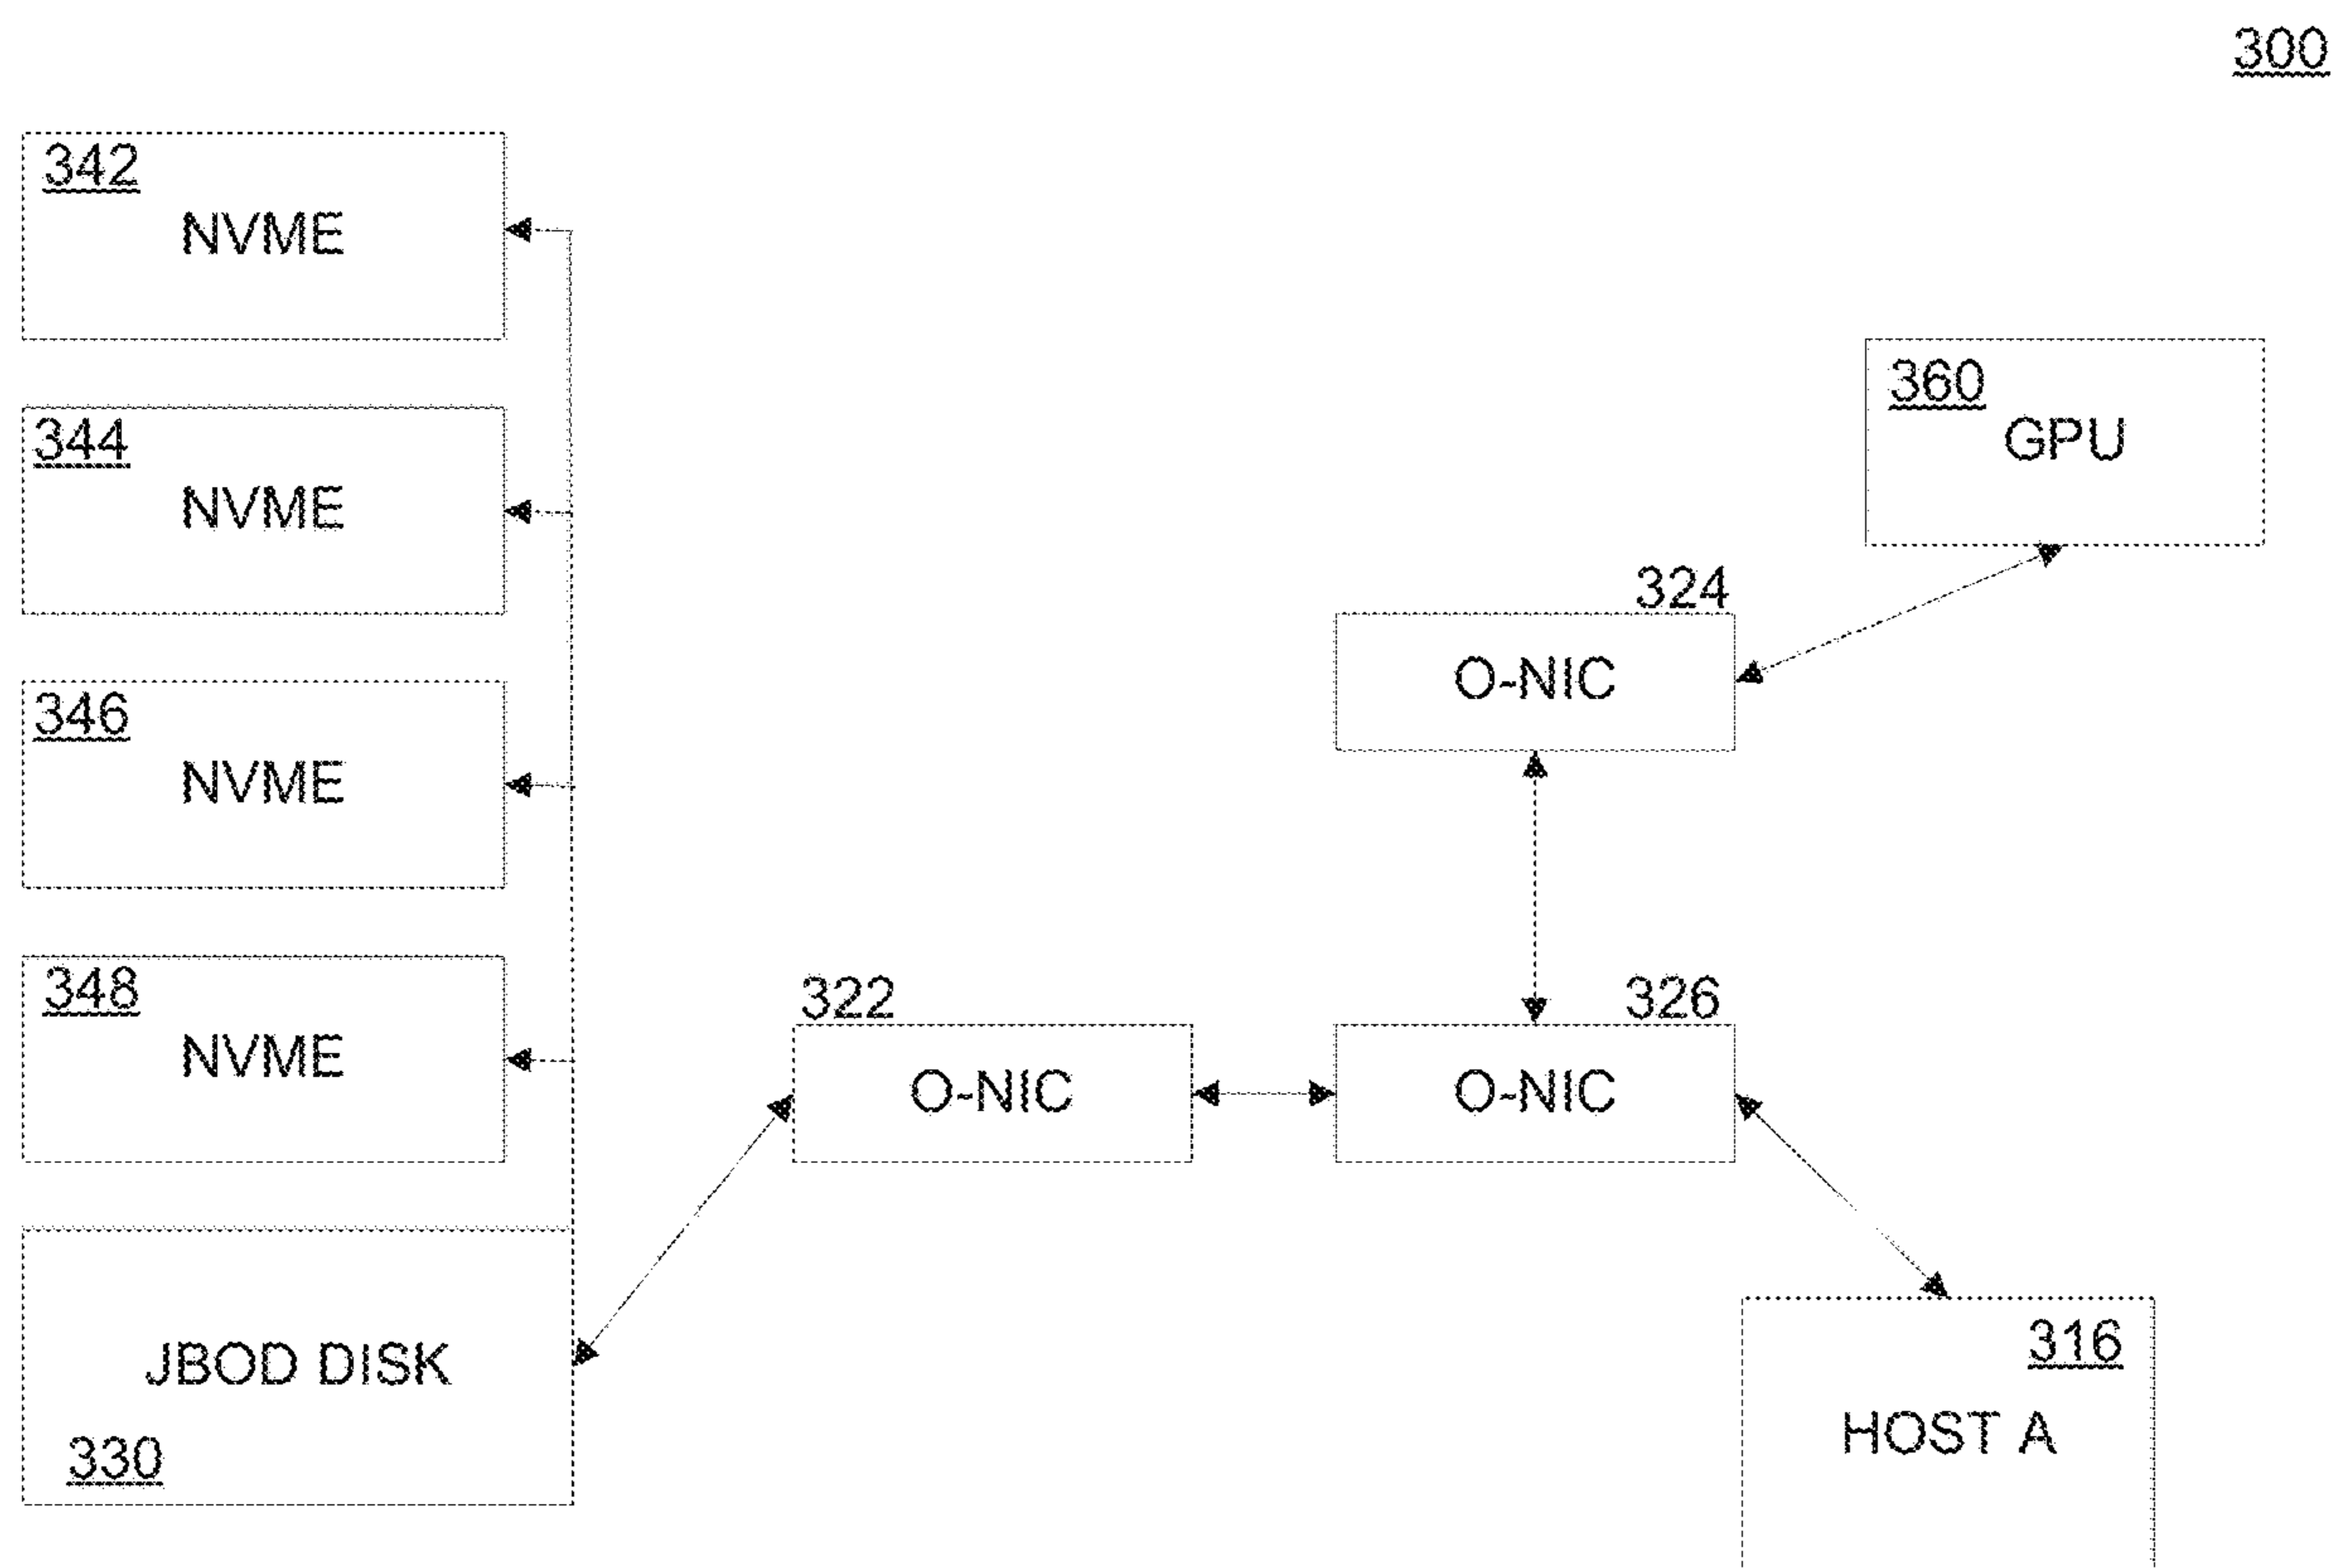 300
342
NVME
344
NVME
346
NVME
348
NVME
JBOD DISK
330
322
O-NIC
324
O-NIC
326
O-NIC
360
GPU
316
HOST A